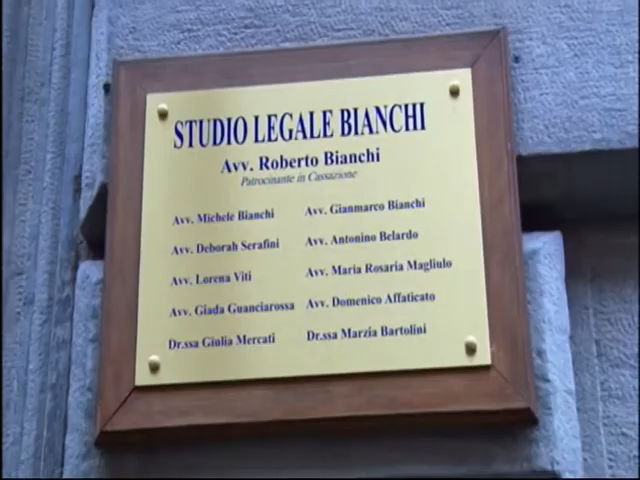 STUDIO LEGALE BIANCHI
Avv. Roberto Bianchi
Patrocinante in Cassazione
Avv. Michele Bianchi Avv. Gianmarco Bianchi
Avv. Deborah Serafini Avv. Antonino Belardo
Avv. Lorena Viti Avv. Maria Rosaria Magliulo
Avv. Giada Guanciarossa Avv. Domenico Affaticato
Dr.ssa Giulia Mercati Dr.ssa Marzia Bartolini